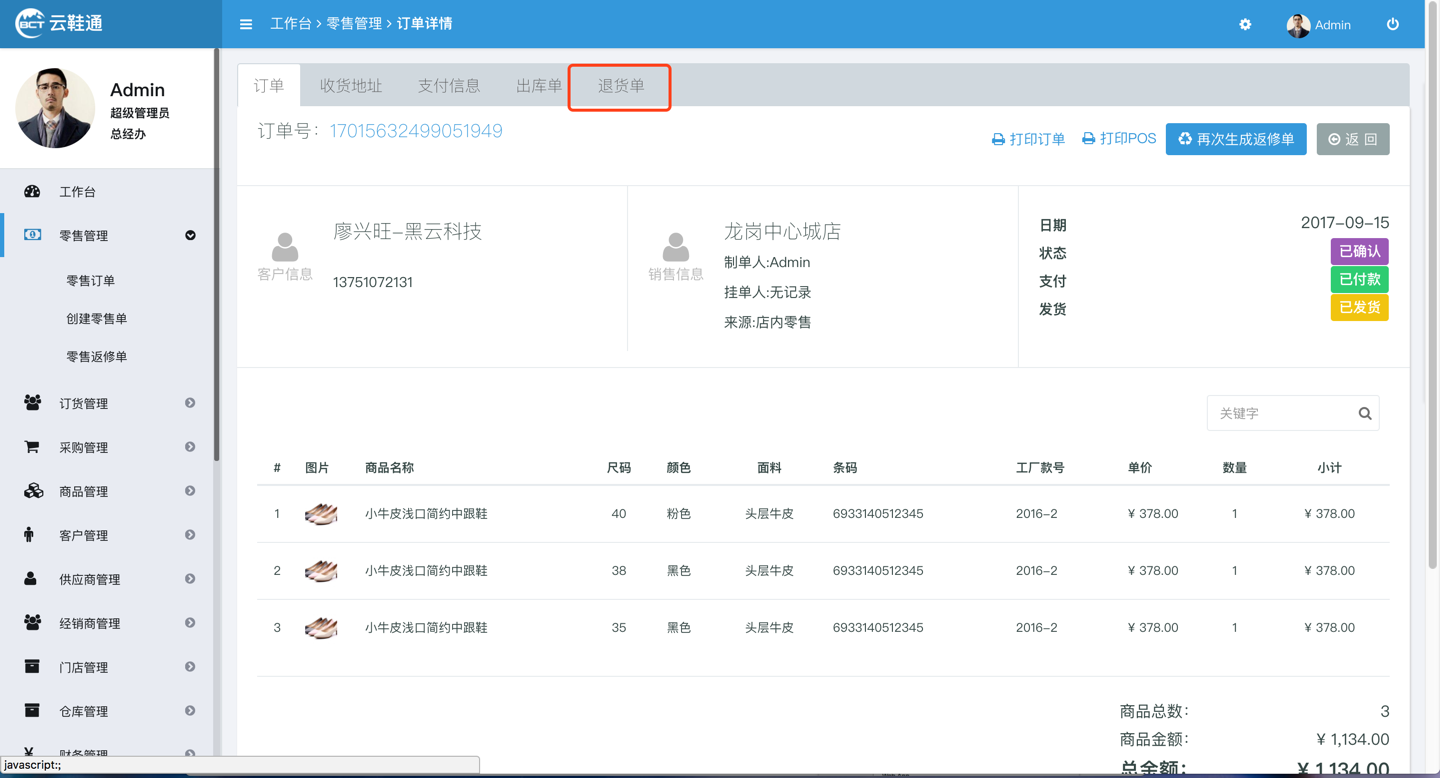 BCT 云鞋通
工作台 > 零售管理 > 订单详情
Admin
Admin
超级管理员
总经办
工作台
零售管理
零售订单
创建零售单
零售返修单
订货管理
采购管理
商品管理
客户管理
供应商管理
经销商管理
门店管理
仓库管理
财务管理
javascript:;
订单 收货地址 支付信息 出库单 退货单
订单号: 17015632499051949
打印订单 打印POS 再次生成返修单 返 回
客户信息
廖兴旺-黑云科技
13751072131
销售信息
龙岗中心城店
制单人:Admin
挂单人:无记录
来源:店内零售
日期 2017-09-15
状态 已确认
支付 已付款
发货 已发货
关键字
# 图片 商品名称 尺码 颜色 面料 条码 工厂款号 单价 数量 小计
1 小牛皮浅口简约中跟鞋 40 粉色 头层牛皮 6933140512345 2016-2 ¥ 378.00 1 ¥ 378.00
2 小牛皮浅口简约中跟鞋 38 黑色 头层牛皮 6933140512345 2016-2 ¥ 378.00 1 ¥ 378.00
3 小牛皮浅口简约中跟鞋 35 黑色 头层牛皮 6933140512345 2016-2 ¥ 378.00 1 ¥ 378.00
商品总数: 3
商品金额: ¥ 1,134.00
总金额: ¥ 1,134.00